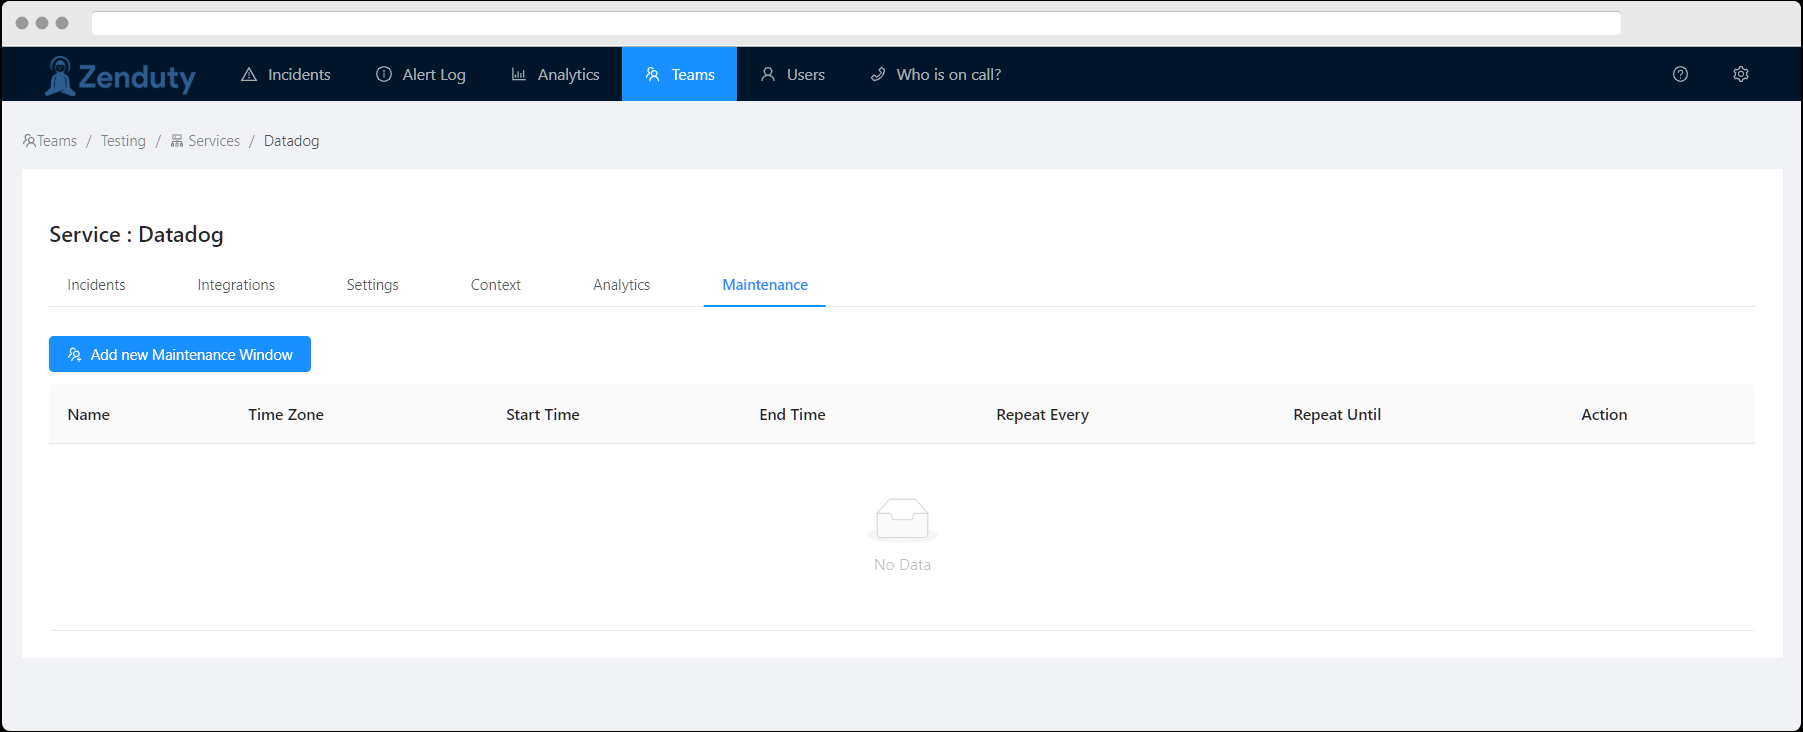 Zenduty Incidents Alert Log Analytics Teams Users Who is on call?
Teams / Testing / Services / Datadog
Service : Datadog
Incidents Integrations Settings Context Analytics Maintenance
Add new Maintenance Window
Name Time Zone Start Time End Time Repeat Every Repeat Until Action
No Data